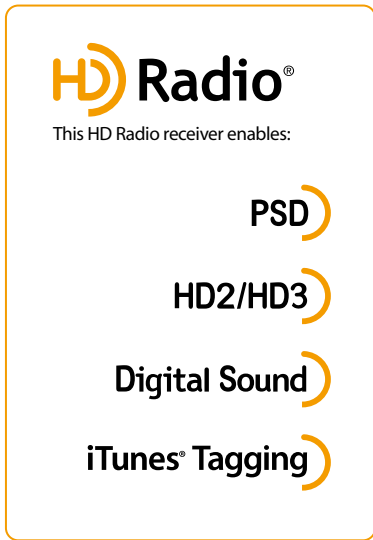 HD Radio®
This HD Radio receiver enables:
PSD
HD2/HD3
Digital Sound
iTunes® Tagging